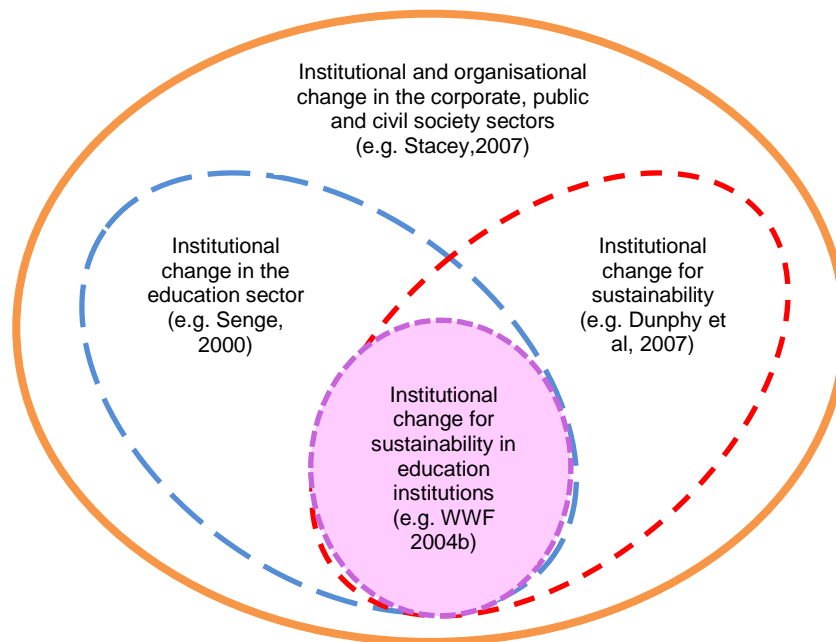 Institutional and organisational
change in the corporate, public
and civil society sectors
(e.g. Stacey,2007)
Institutional
change in the
education sector
(e.g. Senge,
2000)
Institutional
change for
sustainability
(e.g. Dunphy et
al, 2007)
Institutional
change for
sustainability in
education
institutions
(e.g. WWF
2004b)